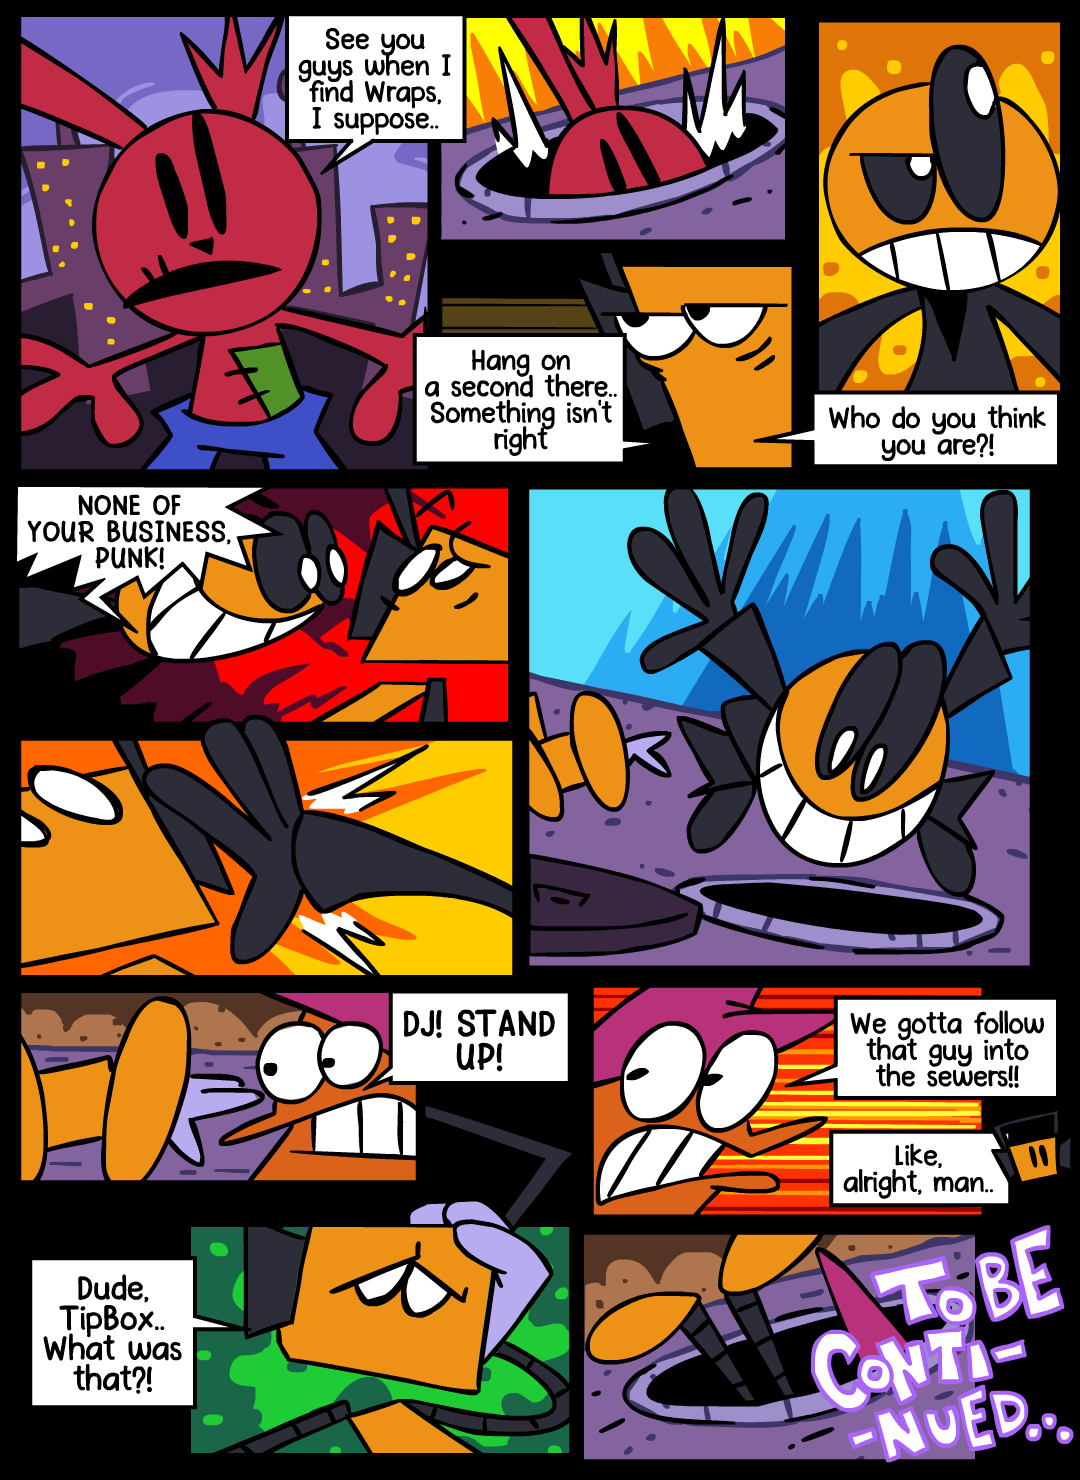 See you
guys when I
find Wraps,
I suppose..
Hang on
a second there..
Something isn't
right
Who do you think
you are?!
NONE OF
YOUR BUSINESS,
PUNK!
DJ! STAND
UP!
We gotta follow
that guy into
the sewers!!
Like,
alright, man..
Dude,
TipBox..
What was
that?!
TO BE
CONTI-
-NUED...